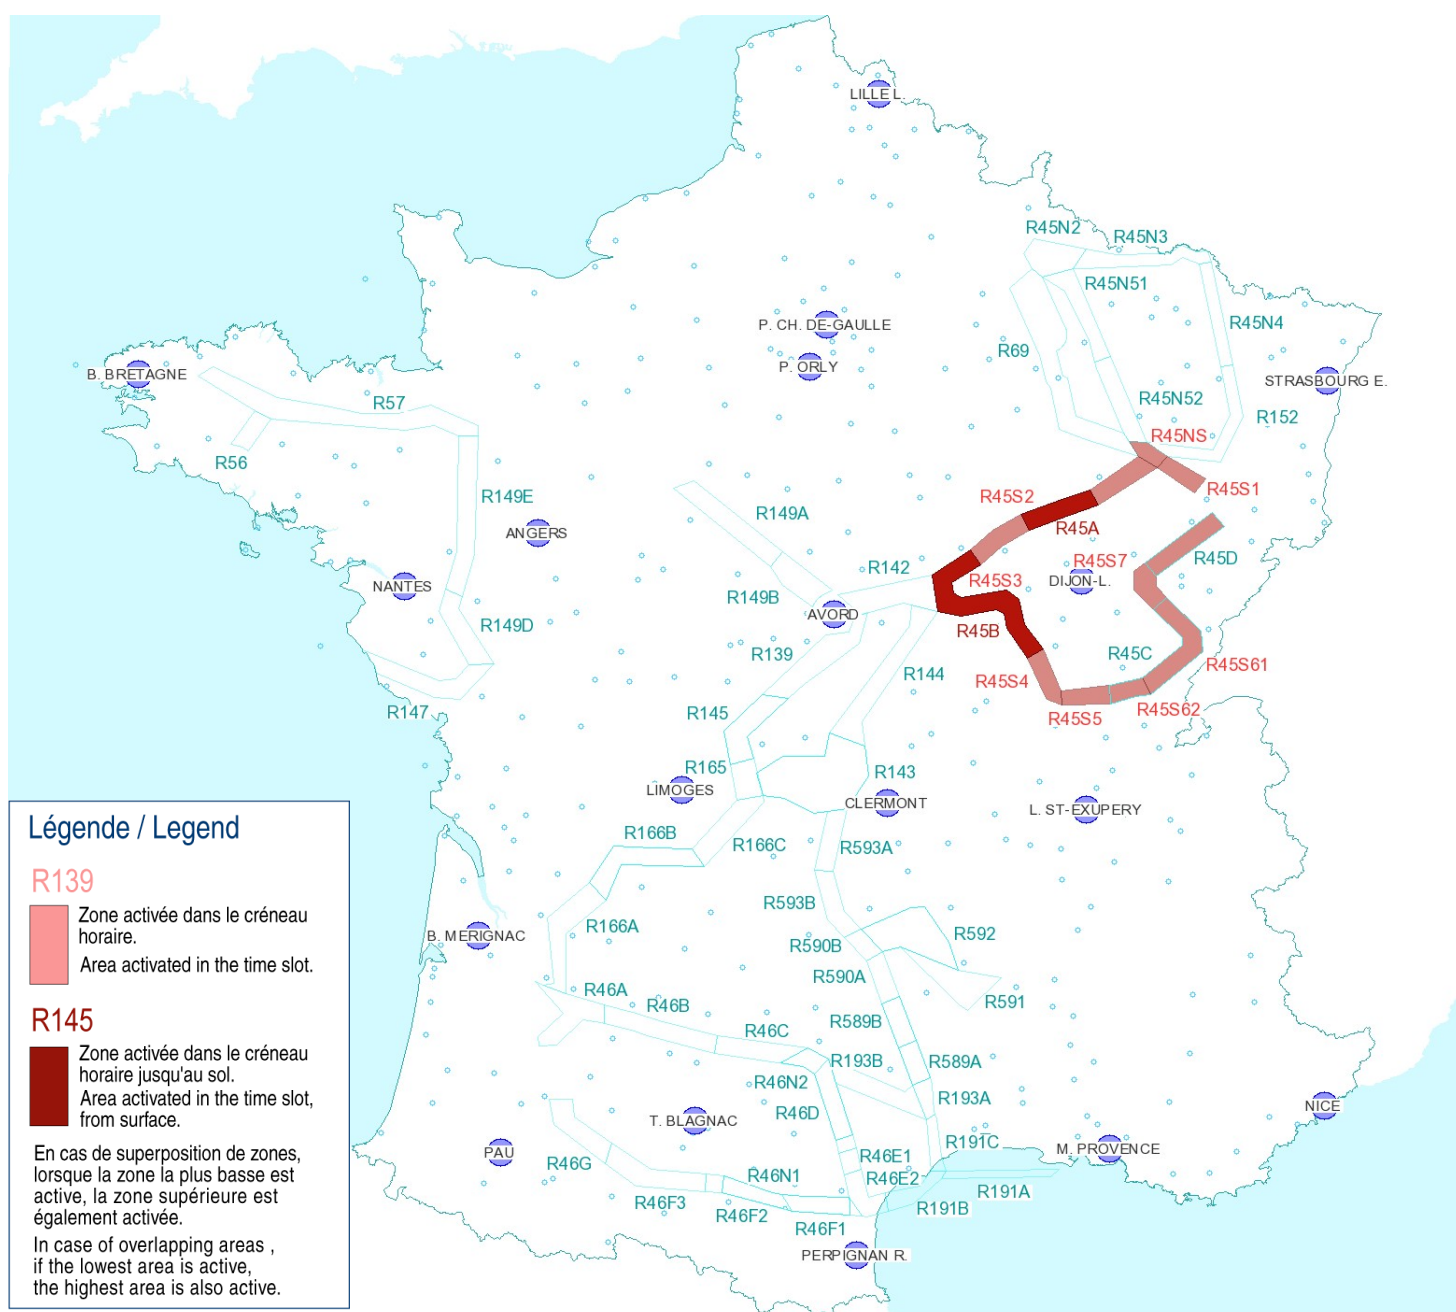 LILLE L.
R45N2
R45N3
R45N51
P. CH. DE-GAULLE
R45N4
R69
P. ORLY
B. BRETAGNE
STRASBOURG E.
R57
R45N52
R152
R45NS
R56
R149E
R45S2
R45S1
R149A
ANGERS
R45A
R45S7
R45D
R142
R45S3
DIJON-L.
NANTES
R149B
AVORD
R149D
R45B
R139
R45C
R45S61
R144
R45S4
R147
R145
R45S5
R45S62
R165
R143
LIMOGES
CLERMONT
L. ST-EXUPERY
R166B
R166C
R593A
R593B
R166A
B. MERIGNAC
R590B
R592
R590A
R46A
R46B
R591
R46C
R589B
R193B
R589A
R46N2
R46D
R193A
NICE
T. BLAGNAC
R191C
PAU
M. PROVENCE
R46G
R46E1
R46N1
R46E2
R191A
R46F3
R46F2
R191B
R46F1
PERPIGNAN R.
Légende / Legend
R139
Zone activée dans le créneau
horaire.
Area activated in the time slot.
R145
Zone activée dans le créneau
horaire jusqu'au sol.
Area activated in the time slot,
from surface.
En cas de superposition de zones,
lorsque la zone la plus basse est
active, la zone supérieure est
également activée.
In case of overlapping areas ,
if the lowest area is active,
the highest area is also active.